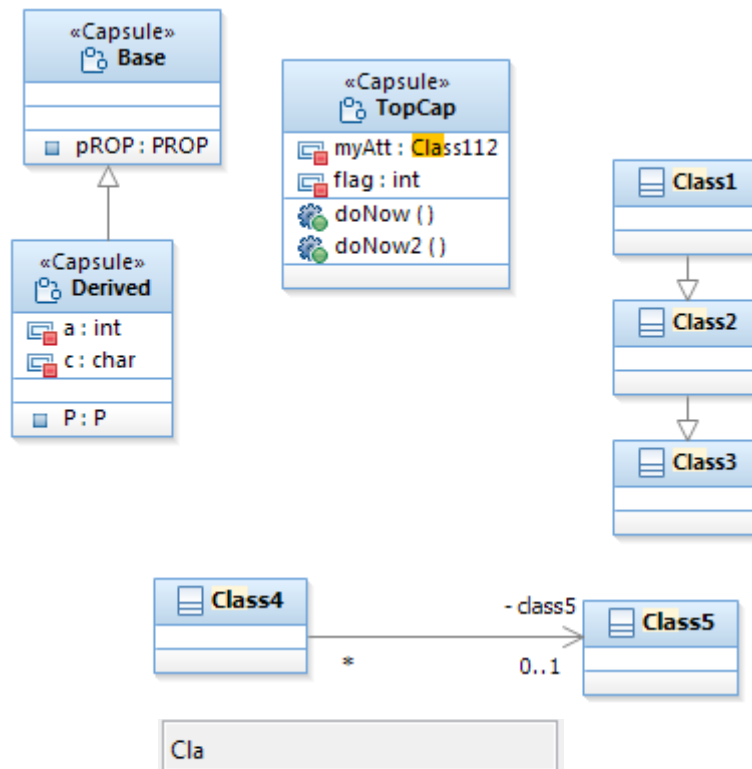 «Capsule»
Base
pROP : PROP
«Capsule»
Derived
a : int
c : char
P : P
«Capsule»
TopCap
myAtt : Class112
flag : int
doNow ( )
doNow2 ( )
Class1
Class2
Class3
Class4
- class5
* 0..1
Class5
Cla